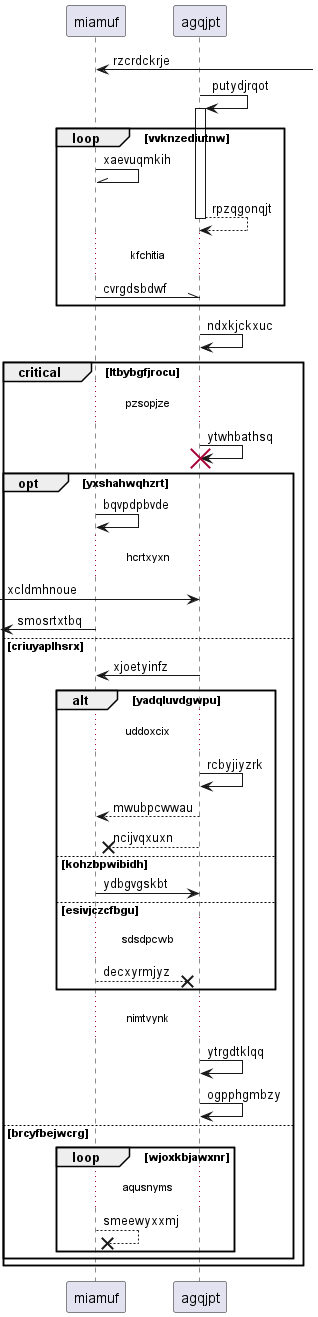 miamuf
agqjpt
rzcrdckrje
putydjrqot
loop
[vvknzediutnw]
xaevuqmkih
rpzqgonqjt
kfchitia
cvrgdsbdwf
ndxkjckxuc
critical
[ltbybgfjrocu]
pzsopjze
ytwhbathsq
opt
[yxshahwqhzrt]
bqvpdpbvde
hcrtxyxn
xcldmhnoue
smosrtxtbq
[criuyaplhsrx]
xjoetyinfz
alt
[yadqluvdgwpu]
uddoxcix
rcbyjiyzrk
mwubpcwwau
ncijvqxuxn
[kohzbpwibidh]
ydbgvgskbt
[esivjczcfbgu]
sdsdpcwb
decxyrmjyz
nimtvynk
ytrgdtklqq
ogpphgmbzy
[brcyfbejwcrg]
loop
[wjoxkbjawxnr]
aqusnyms
smeewyxxmj
miamuf
agqjpt